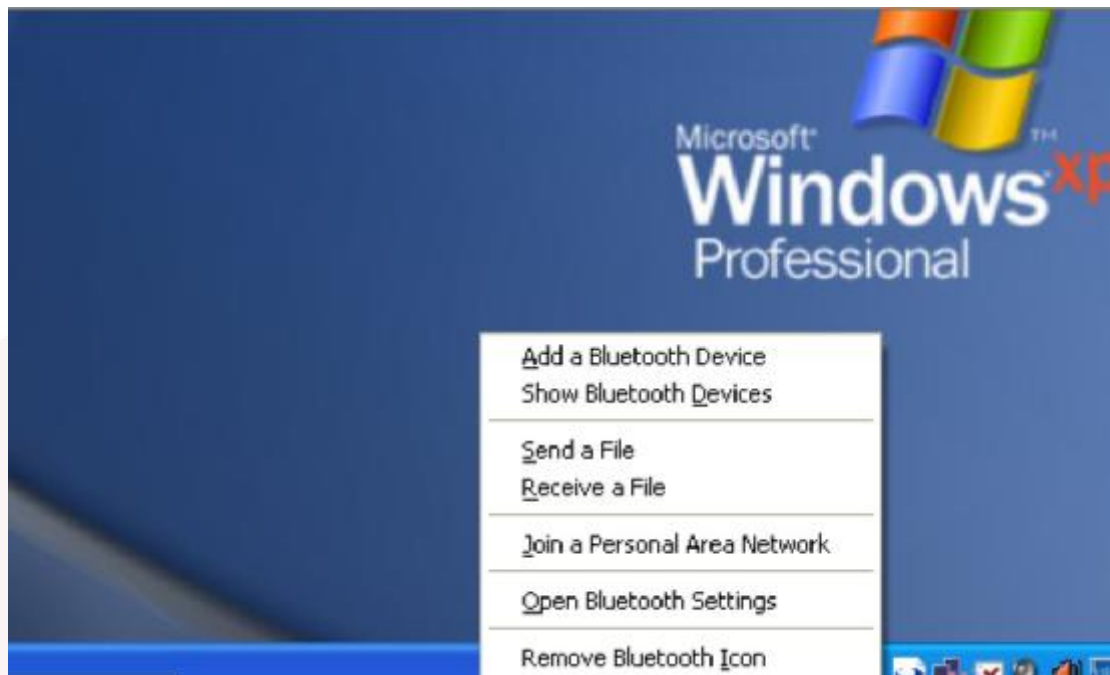 Microsoft
Windows xp
TM
Professional
Add a Bluetooth Device
Show Bluetooth Devices
Send a File
Receive a File
Join a Personal Area Network
Open Bluetooth Settings
Remove Bluetooth Icon